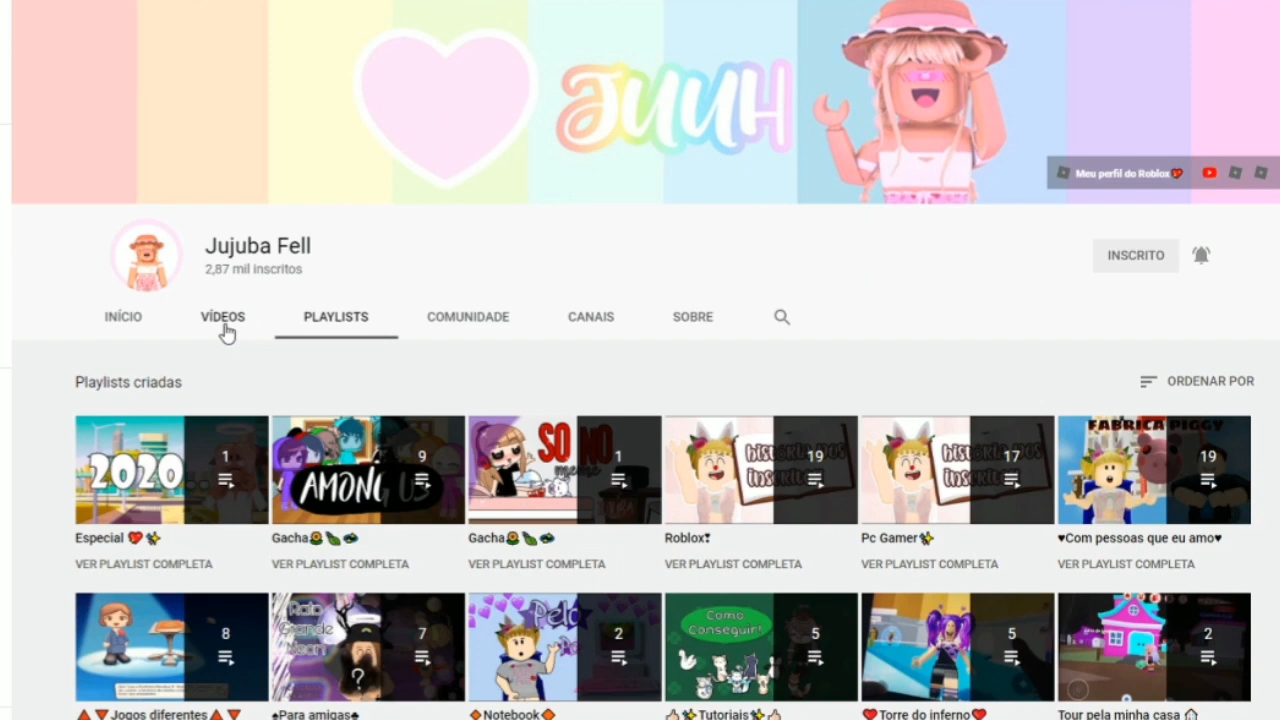 JUUH
Meu perfil do Roblox
Jujuba Fell
2,87 mil inscritos
INSCRITO
INÍCIO VÍDEOS PLAYLISTS COMUNIDADE CANAIS SOBRE
Playlists criadas
ORDENAR POR
2020 1
AMONG US 9
SO NO 1
meme
19
17
FABRICA PIGGY
19
Especial
Gacha
Gacha
Roblox
Pc Gamer
♥Com pessoas que eu amo♥
VER PLAYLIST COMPLETA VER PLAYLIST COMPLETA VER PLAYLIST COMPLETA VER PLAYLIST COMPLETA VER PLAYLIST COMPLETA VER PLAYLIST COMPLETA
8
7
?
2
Como
Conseguir!
5
5
2
Jogos diferentes
♠Para amigas♣
Notebook
Tutoriais
Torre do inferno
Tour pela minha casa